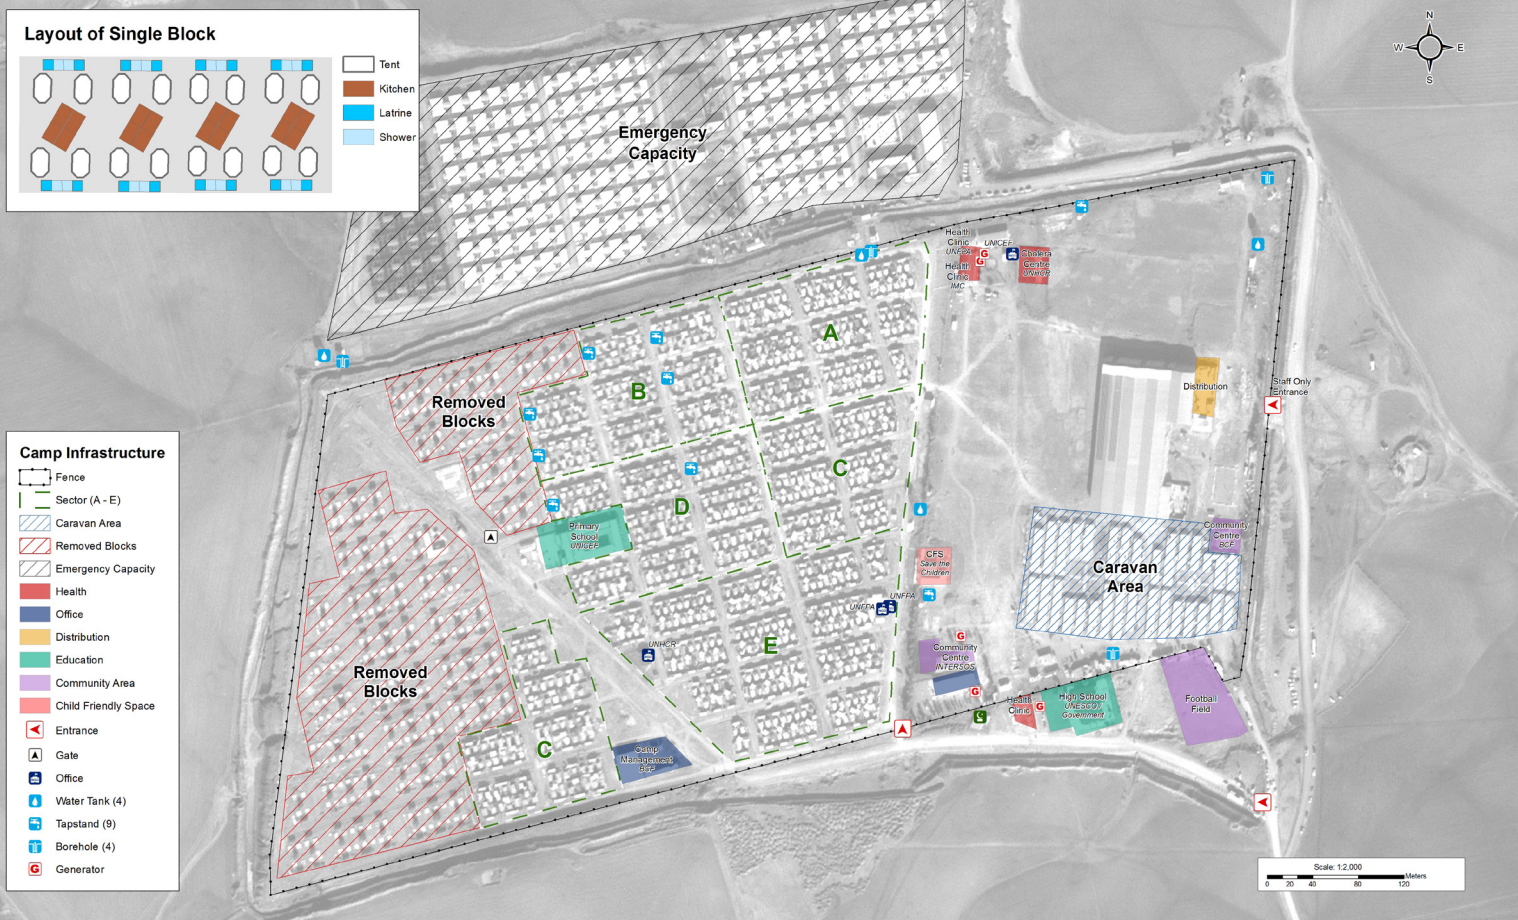 Layout of Single Block
Tent
Kitchen
Latrine
Shower
N
W
E
S
Emergency
Capacity
Health
Clinic
UNFPA
UNICEF
G
G
Health
Clinic
IMC
Cholera
Centre
UNHCR
A
B
Removed
Blocks
Distribution
Staff Only
Entrance
C
D
Primary
School
UNICEF
Community
Centre
BCF
CFS
Save the
Children
Caravan
Area
UNFPA
UNFPA
G
UNHCR
E
Community
Centre
INTERSOS
G
Removed
Blocks
Health
Clinic
G
High School
UNESCO /
Government
Football
Field
C
Camp
Management
BCF
Camp Infrastructure
Fence
Sector (A - E)
Caravan Area
Removed Blocks
Emergency Capacity
Health
Office
Distribution
Education
Community Area
Child Friendly Space
Entrance
Gate
Office
Water Tank (4)
Tapstand (9)
Borehole (4)
G Generator
Scale: 1:2,000
Meters
0 20 40 80 120